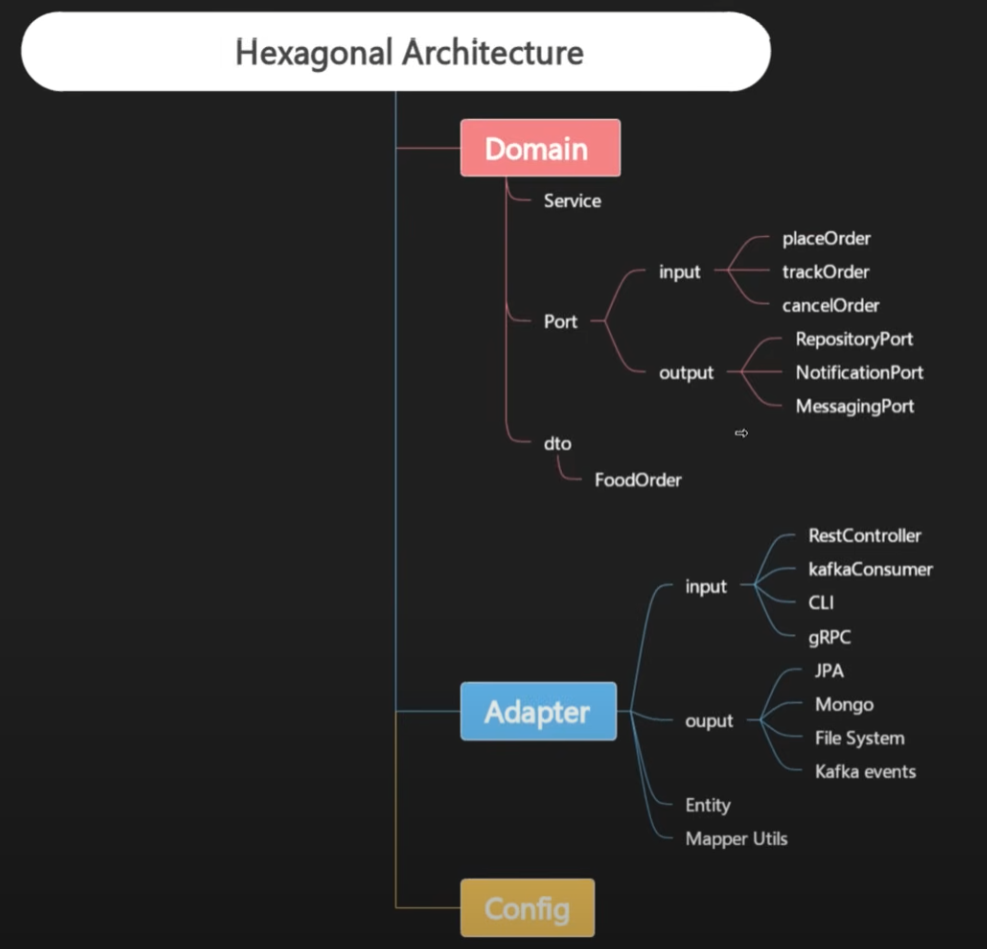 Hexagonal Architecture
Domain
Service
Port
input
placeOrder
trackOrder
cancelOrder
output
RepositoryPort
NotificationPort
MessagingPort
dto
FoodOrder
Adapter
input
RestController
kafkaConsumer
CLI
gRPC
ouput
JPA
Mongo
File System
Kafka events
Entity
Mapper Utils
Config